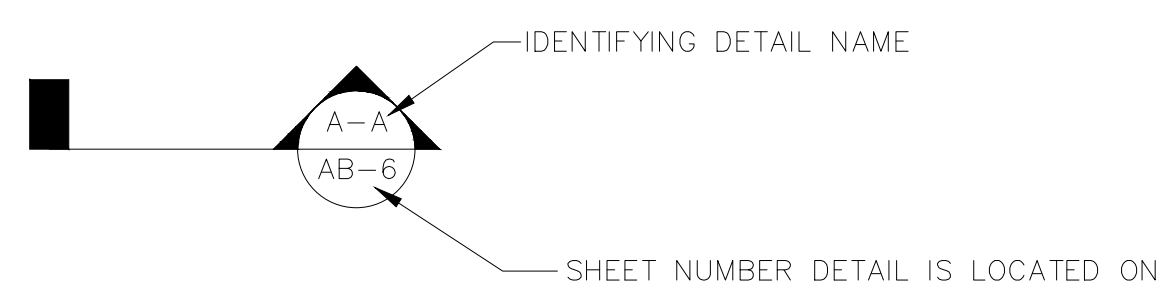 IDENTIFYING DETAIL NAME
A-A
AB-6
SHEET NUMBER DETAIL IS LOCATED ON